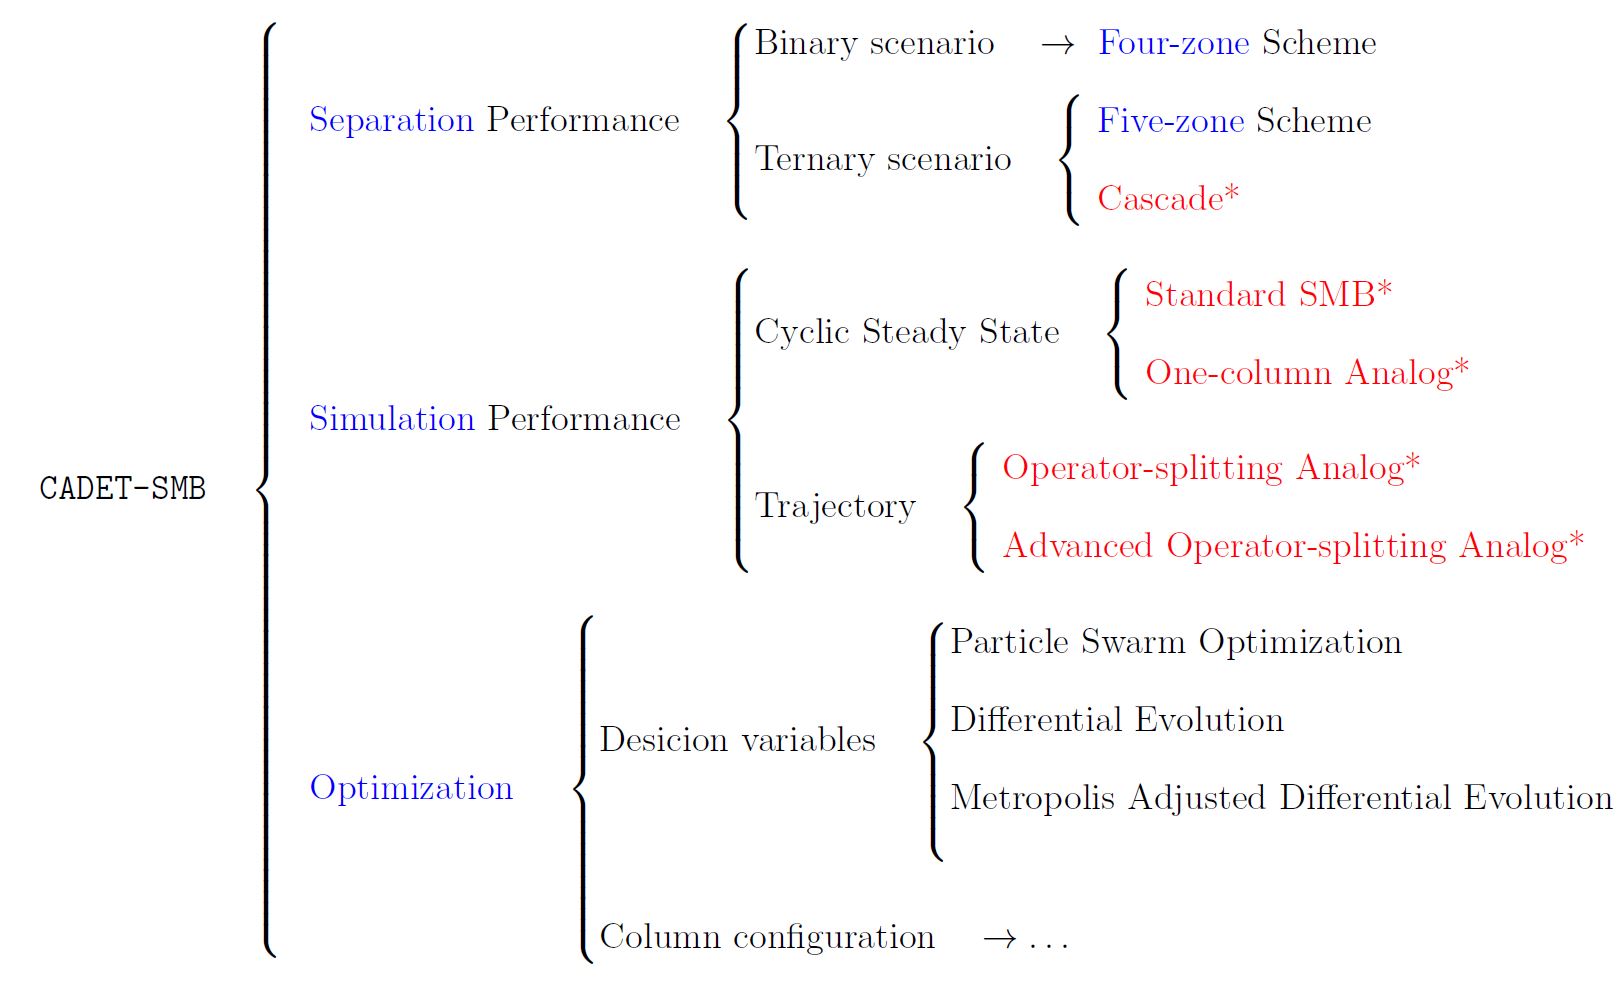 CADET-SMB
Separation Performance
Binary scenario → Four-zone Scheme
Ternary scenario
Five-zone Scheme
Cascade*
Simulation Performance
Cyclic Steady State
Standard SMB*
One-column Analog*
Trajectory
Operator-splitting Analog*
Advanced Operator-splitting Analog*
Optimization
Desicion variables
Particle Swarm Optimization
Differential Evolution
Metropolis Adjusted Differential Evolution
Column configuration → ...